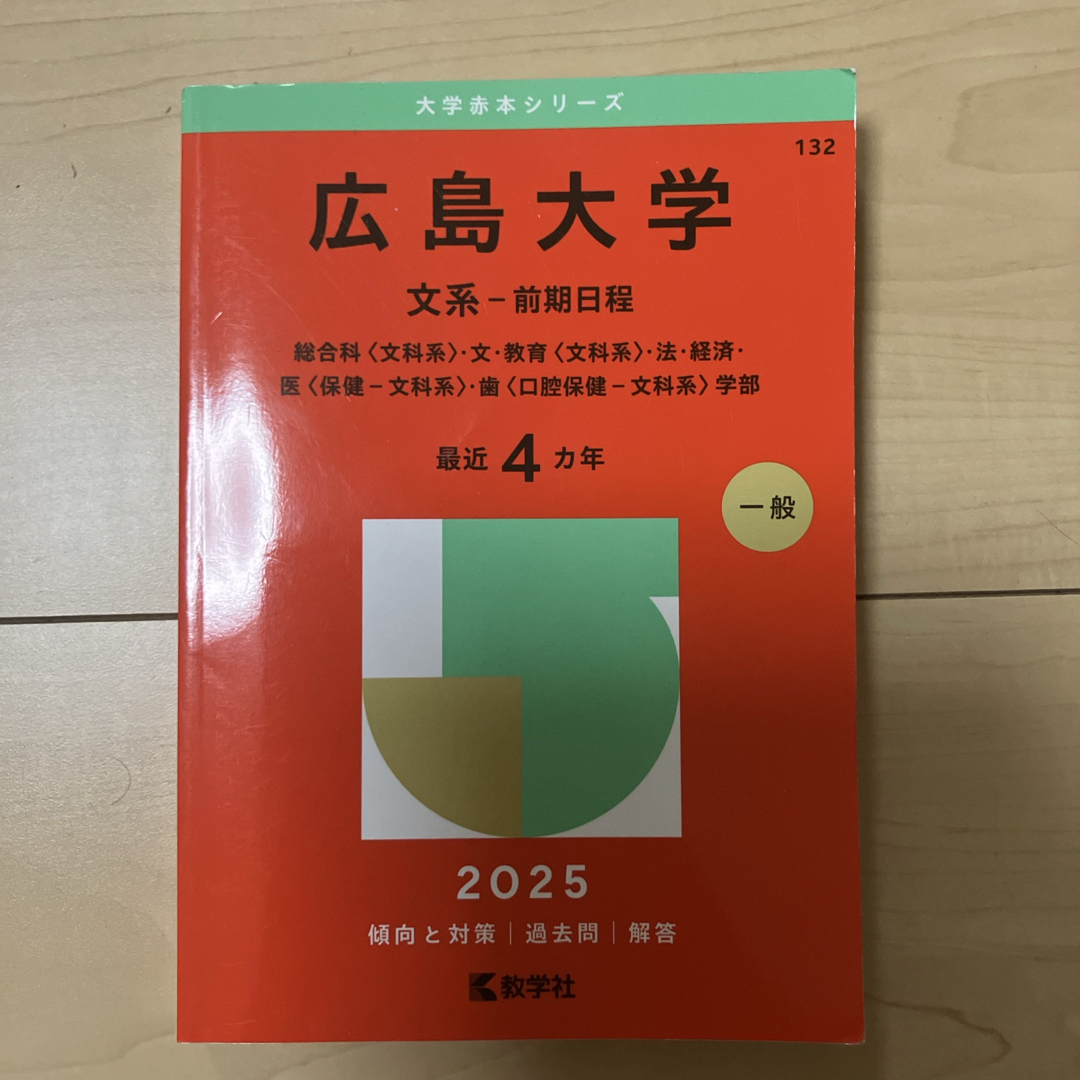 大学赤本シリーズ
132
広島大学
文系－前期日程
総合科〈文科系〉・文・教育〈文科系〉・法・経済・
医〈保健－文科系〉・歯〈口腔保健－文科系〉学部
最近4カ年
一般
2025
傾向と対策｜過去問｜解答
教学社